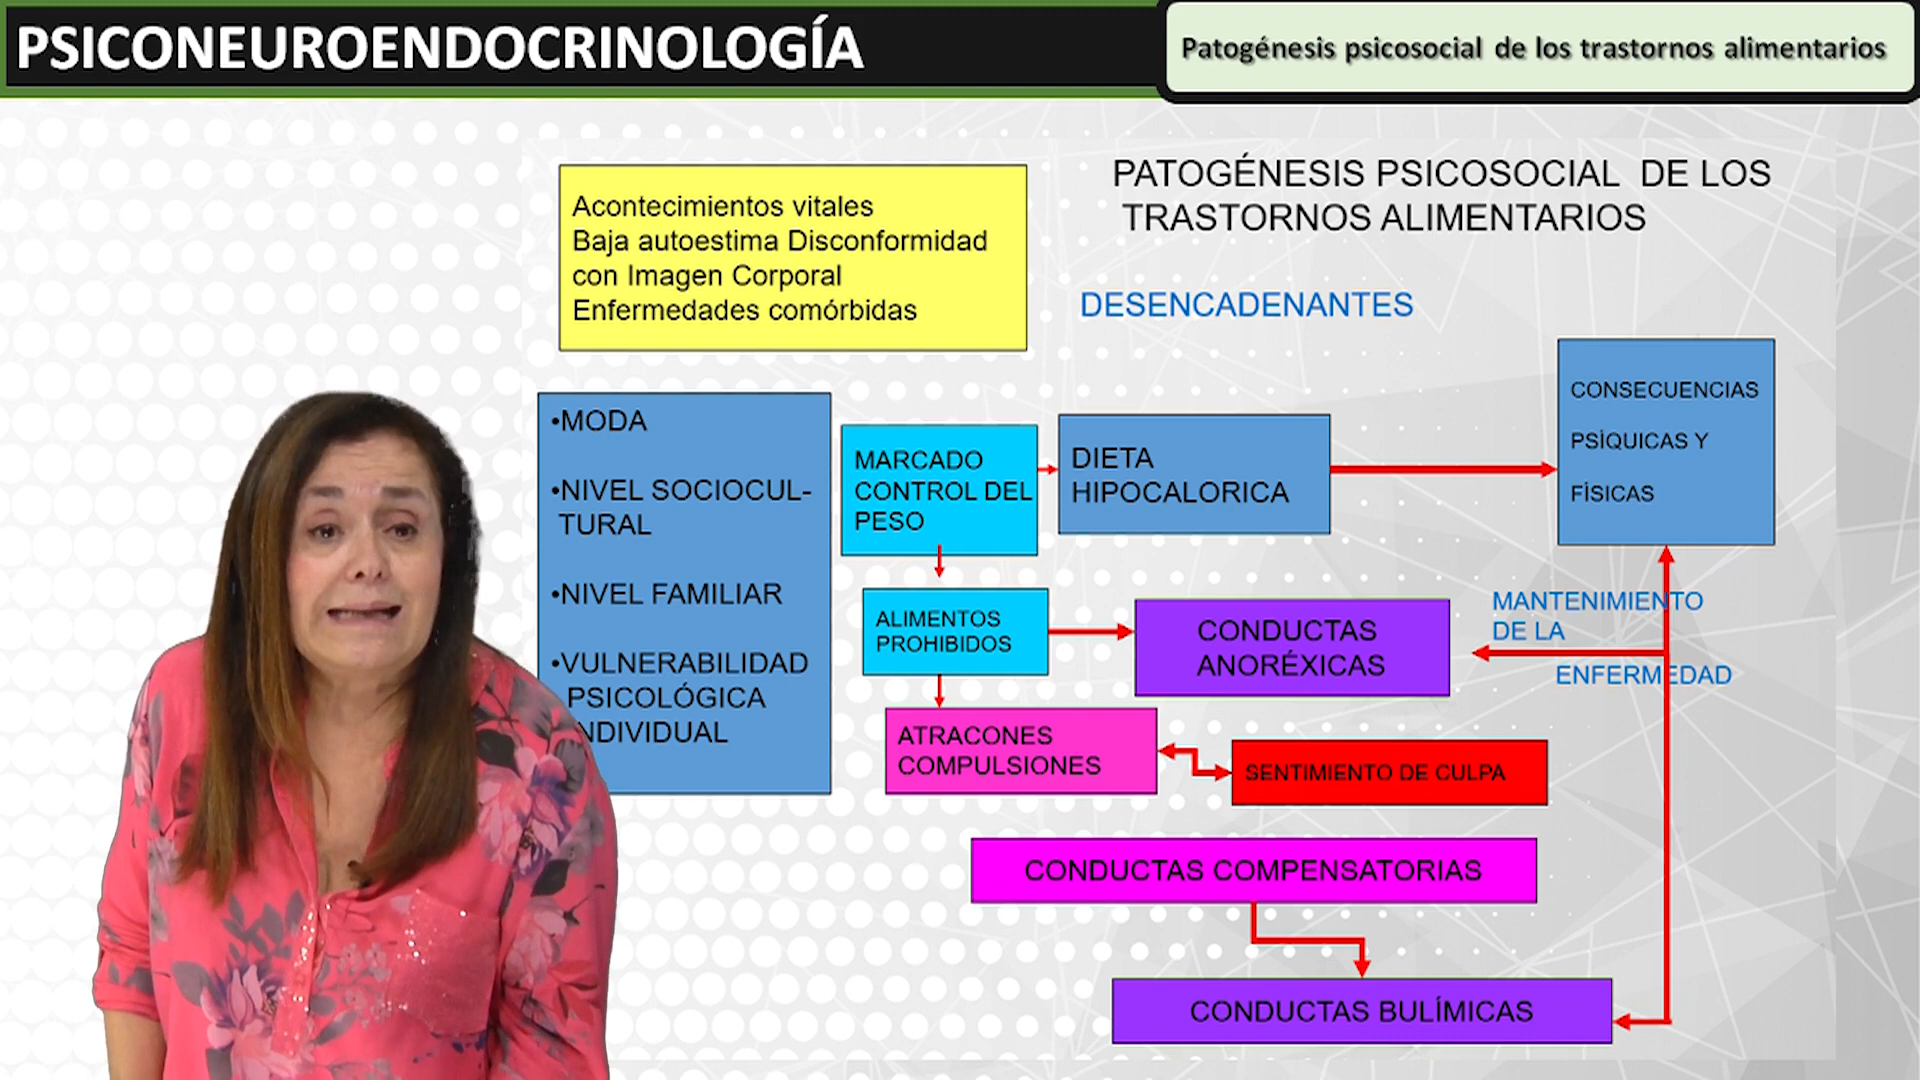 PSICONEUROENDOCRINOLOGÍA
Patogénesis psicosocial de los trastornos alimentarios
PATOGÉNESIS PSICOSOCIAL DE LOS
TRASTORNOS ALIMENTARIOS
Acontecimientos vitales
Baja autoestima Disconformidad
con Imagen Corporal
Enfermedades comórbidas
DESENCADENANTES
•MODA
•NIVEL SOCIOCUL-
TURAL
•NIVEL FAMILIAR
•VULNERABILIDAD
PSICOLÓGICA
NDIVIDUAL
MARCADO
CONTROL DEL
PESO
DIETA
HIPOCALORICA
CONSECUENCIAS
PSÌQUICAS Y
FÍSICAS
ALIMENTOS
PROHIBIDOS
CONDUCTAS
ANORÉXICAS
MANTENIMIENTO
DE LA
ENFERMEDAD
ATRACONES
COMPULSIONES
SENTIMIENTO DE CULPA
CONDUCTAS COMPENSATORIAS
CONDUCTAS BULÍMICAS